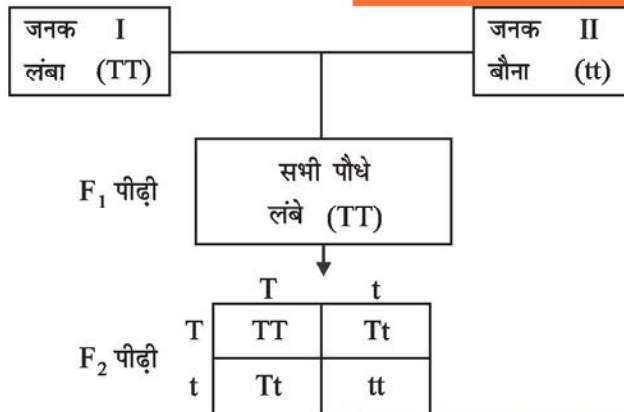 जनक I
लंबा (TT)
जनक II
बौना (tt)
F₁ पीढ़ी
सभी पौधे
लंबे (TT)
T t
T TT Tt
F₂ पीढ़ी
t Tt tt